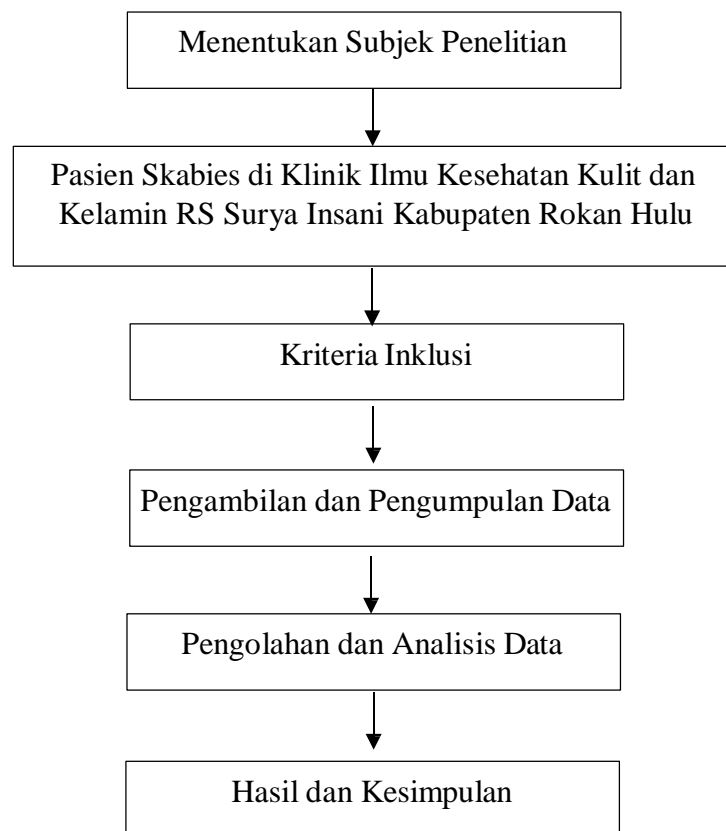 Menentukan Subjek Penelitian
Pasien Skabies di Klinik Ilmu Kesehatan Kulit dan
Kelamin RS Surya Insani Kabupaten Rokan Hulu
Kriteria Inklusi
Pengambilan dan Pengumpulan Data
Pengolahan dan Analisis Data
Hasil dan Kesimpulan